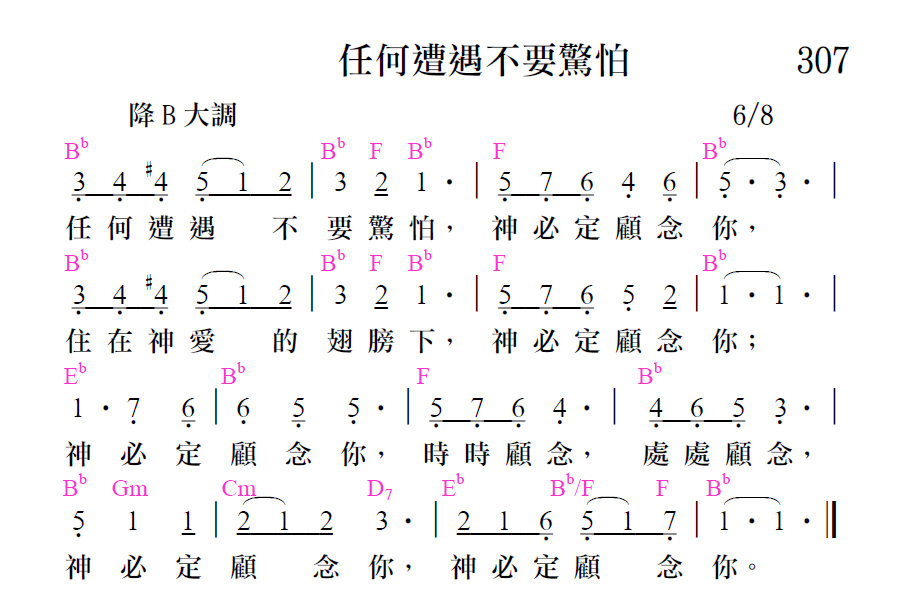 任何遭遇不要驚怕 307
降 B 大調 6/8
B♭ B♭ F B♭ F B♭
3 4 ♯4 5 1 2 | 3 2 1 · | 5 7 6 4 6 | 5 · 3 · |
任何遭遇 不要驚怕，神必定顧念你，
B♭ B♭ F B♭ F B♭
3 4 ♯4 5 1 2 | 3 2 1 · | 5 7 6 5 2 | 1 · 1 · |
住在神愛 的翅膀下，神必定顧念你；
E♭ B♭ F B♭
1 · 7 6 | 6 5 5 · | 5 7 6 4 · | 4 6 5 3 · |
神必定顧念你，時時顧念，處處顧念，
B♭ Gm Cm D7 E♭ B♭/F F B♭
5 1 1 | 2 1 2 3 · | 2 1 6 5 1 7 | 1 · 1 · ‖
神必定顧 念你，神必定顧 念你。